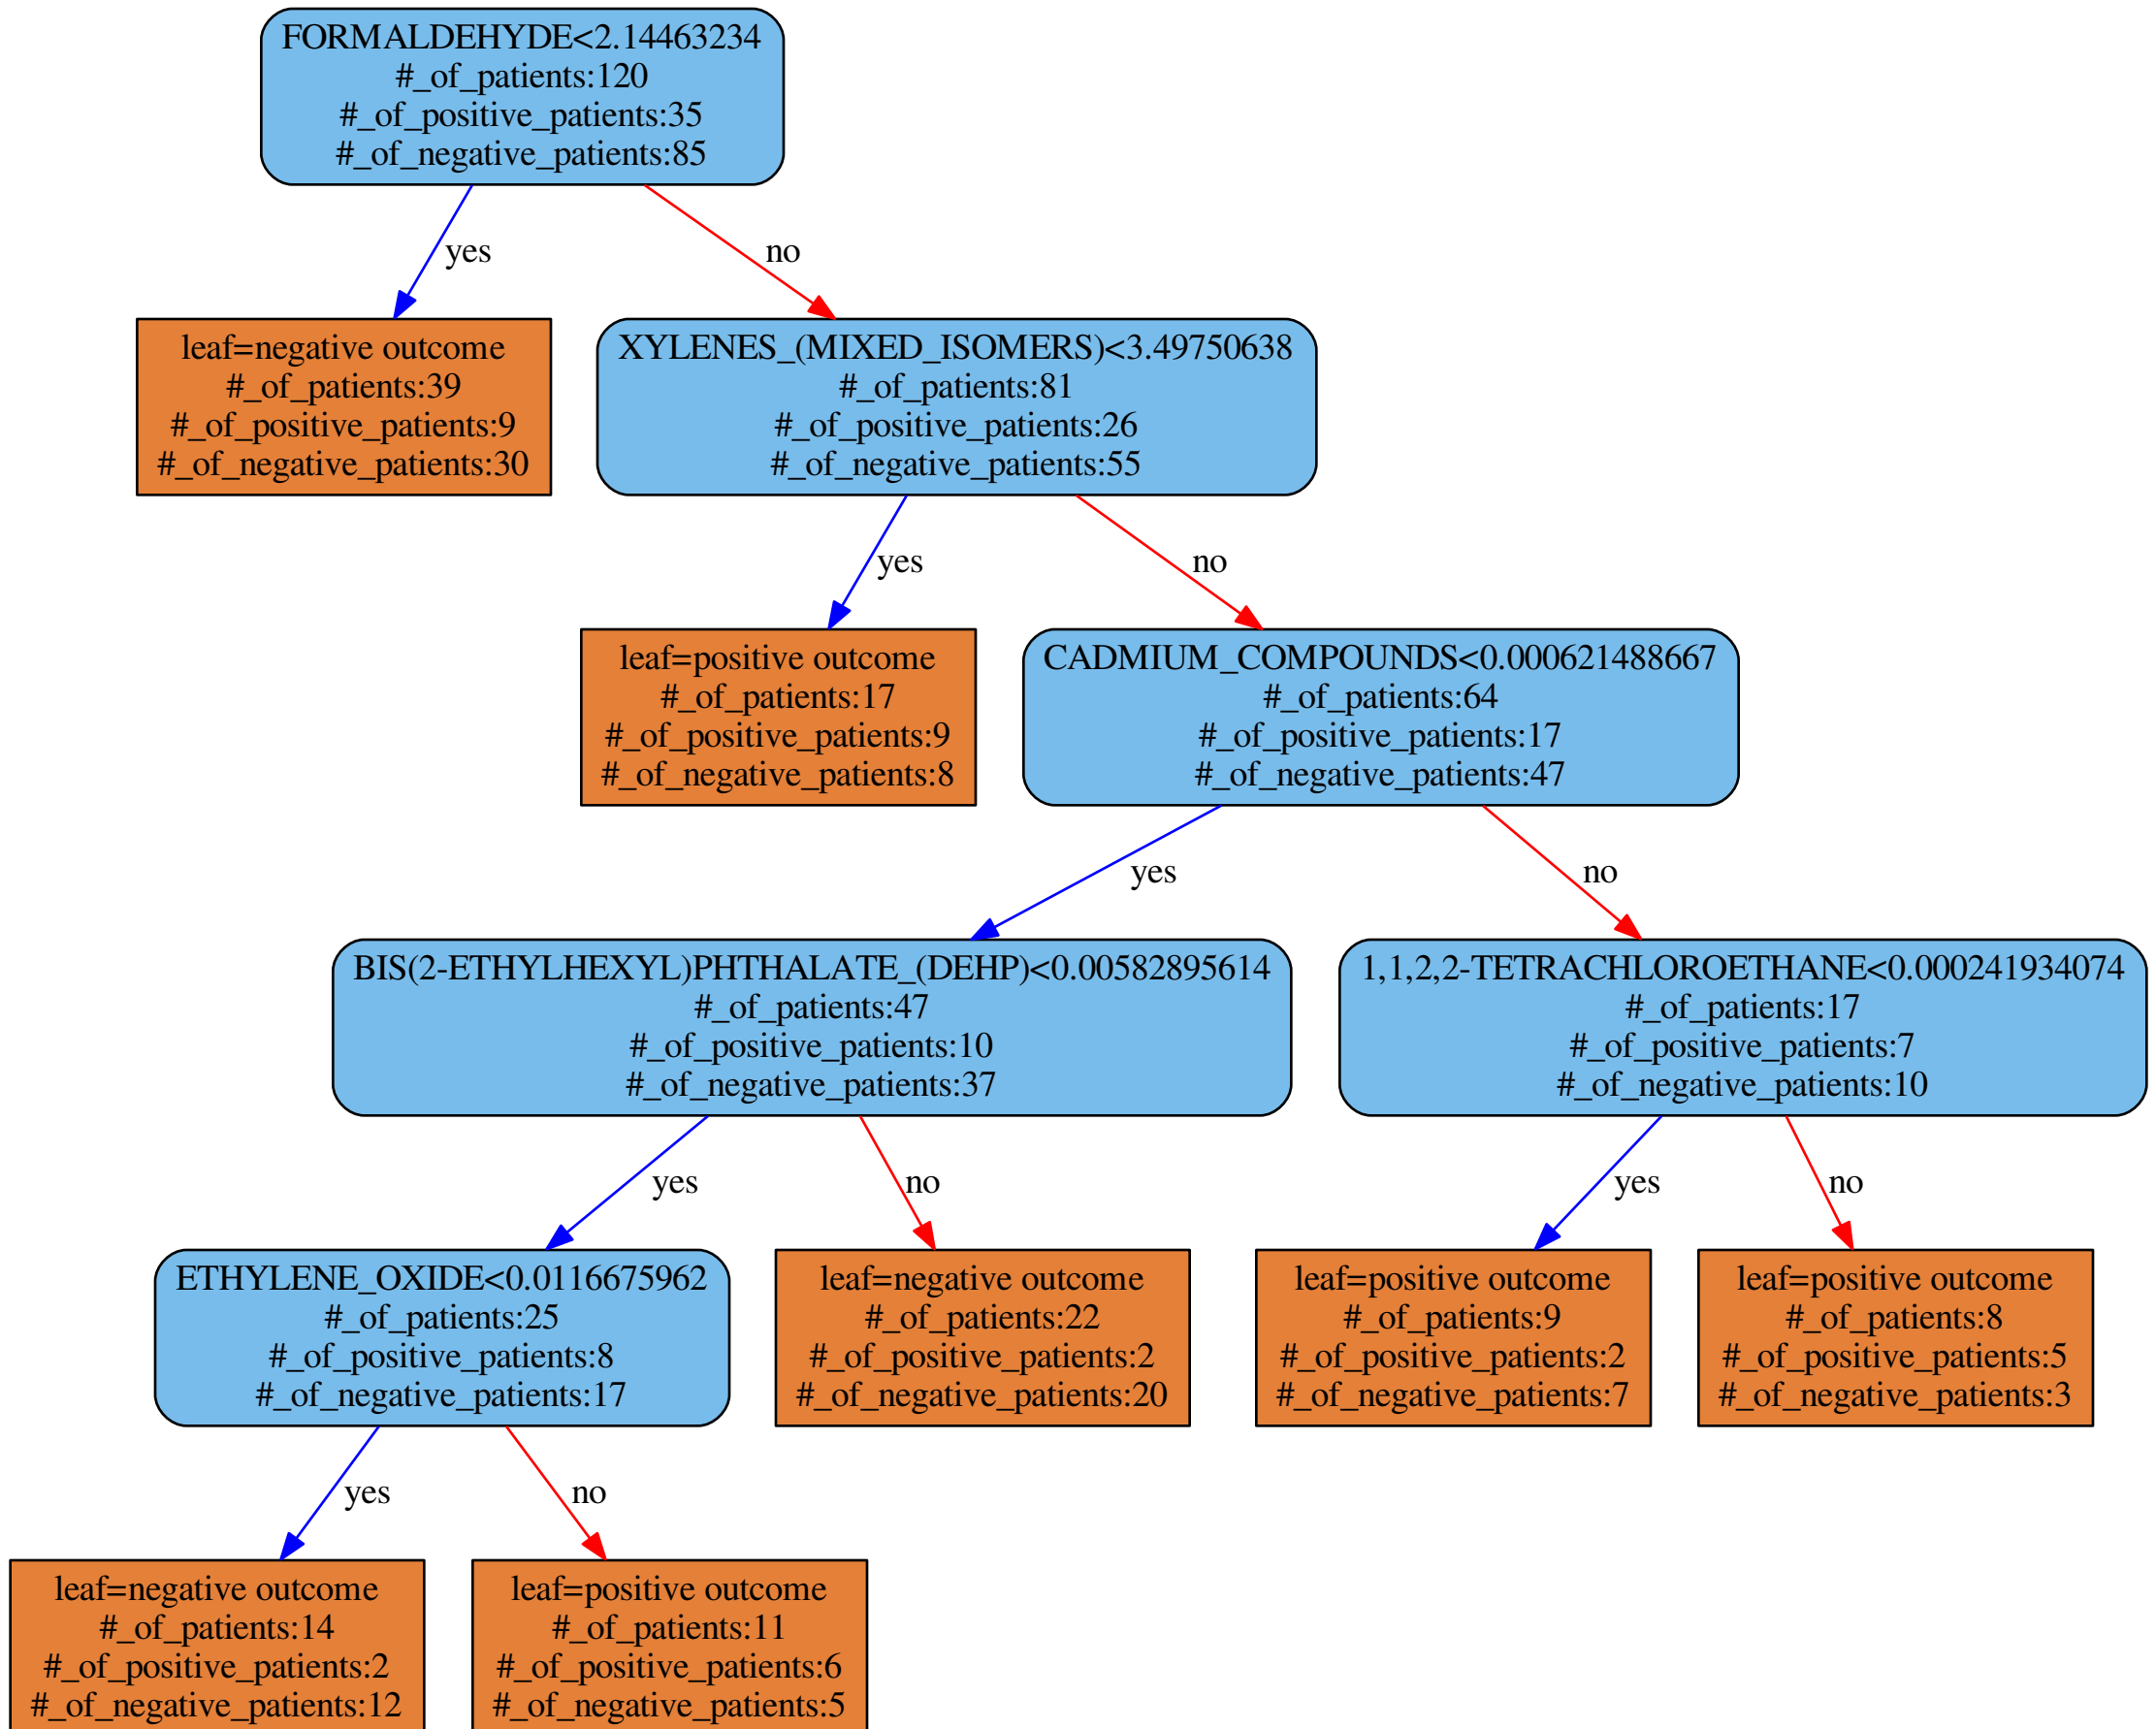 FORMALDEHYDE<2.14463234
#_of_patients:120
#_of_positive_patients:35
#_of_negative_patients:85
yes
no
leaf=negative outcome
#_of_patients:39
#_of_positive_patients:9
#_of_negative_patients:30
XYLENES_(MIXED_ISOMERS)<3.49750638
#_of_patients:81
#_of_positive_patients:26
#_of_negative_patients:55
yes
no
leaf=positive outcome
#_of_patients:17
#_of_positive_patients:9
#_of_negative_patients:8
CADMIUM_COMPOUNDS<0.000621488667
#_of_patients:64
#_of_positive_patients:17
#_of_negative_patients:47
yes
no
BIS(2-ETHYLHEXYL)PHTHALATE_(DEHP)<0.00582895614
#_of_patients:47
#_of_positive_patients:10
#_of_negative_patients:37
1,1,2,2-TETRACHLOROETHANE<0.000241934074
#_of_patients:17
#_of_positive_patients:7
#_of_negative_patients:10
yes
no
yes
no
ETHYLENE_OXIDE<0.0116675962
#_of_patients:25
#_of_positive_patients:8
#_of_negative_patients:17
leaf=negative outcome
#_of_patients:22
#_of_positive_patients:2
#_of_negative_patients:20
leaf=positive outcome
#_of_patients:9
#_of_positive_patients:2
#_of_negative_patients:7
leaf=positive outcome
#_of_patients:8
#_of_positive_patients:5
#_of_negative_patients:3
yes
no
leaf=negative outcome
#_of_patients:14
#_of_positive_patients:2
#_of_negative_patients:12
leaf=positive outcome
#_of_patients:11
#_of_positive_patients:6
#_of_negative_patients:5